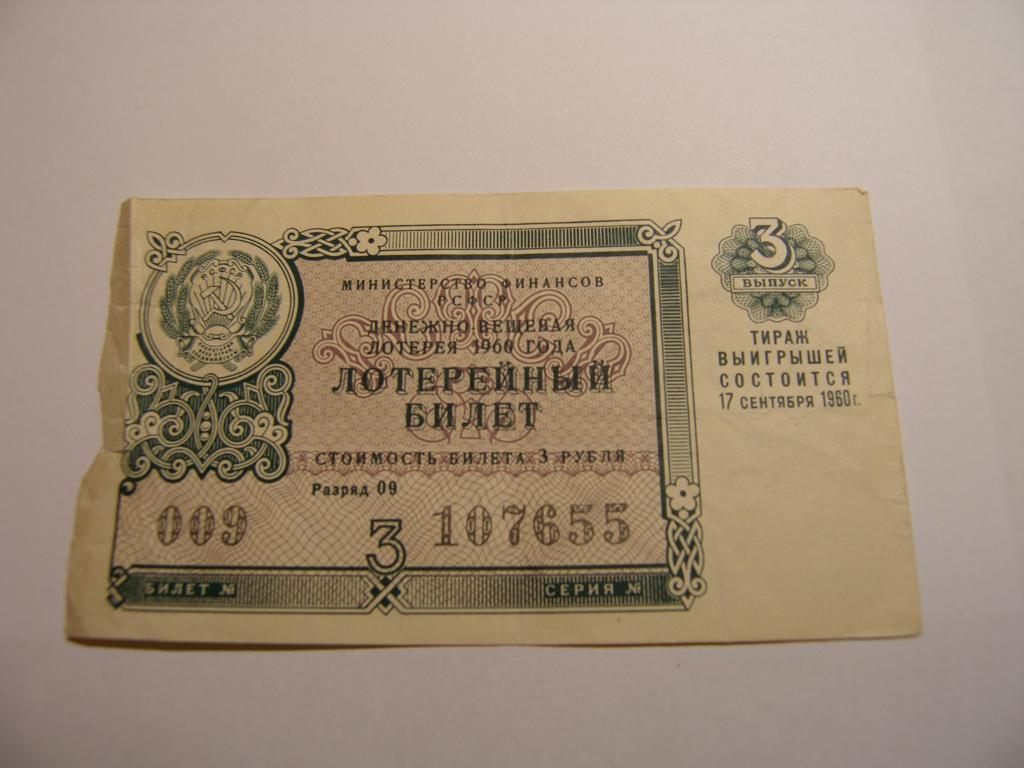 РСФСР
МИНИСТЕРСТВО ФИНАНСОВ
РСФСР
ДЕНЕЖНО-ВЕЩЕВАЯ
ЛОТЕРЕЯ 1960 ГОДА
ЛОТЕРЕЙНЫЙ
БИЛЕТ
СТОИМОСТЬ БИЛЕТА 3 РУБЛЯ
Разряд 09
009 3 107655
БИЛЕТ № СЕРИЯ №
3
ВЫПУСК
ТИРАЖ
ВЫИГРЫШЕЙ
СОСТОИТСЯ
17 СЕНТЯБРЯ 1960г.